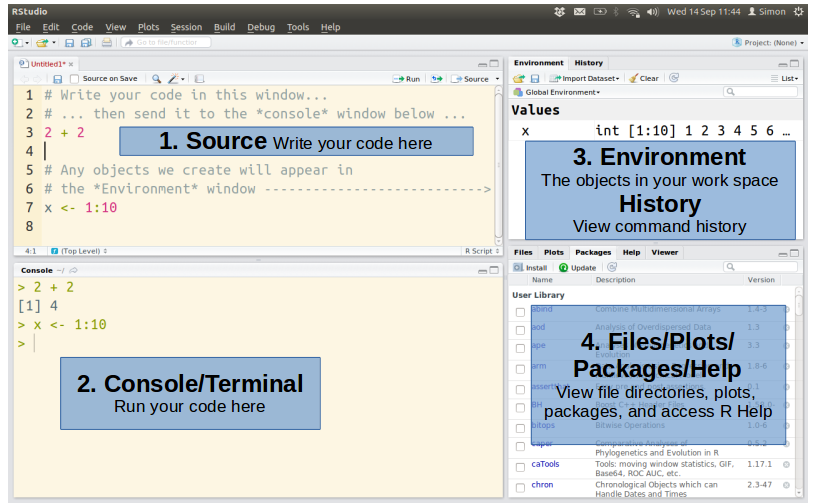 RStudio
Wed 14 Sep 11:44 Simon
File Edit Code View Plots Session Build Debug Tools Help
Go to file/function
Project: (None)
Untitled1*
Source on Save
Run
Source
1 # Write your code in this window...
2 # ... then send it to the *console* window below ...
3 2 + 2
4
5 # Any objects we create will appear in
6 # the *Environment* window --------------------------->
7 x <- 1:10
8
1. Source Write your code here
4:1 (Top Level) R Script
Console ~/
> 2 + 2
[1] 4
> x <- 1:10
>
2. Console/Terminal
Run your code here
Environment History
Import Dataset Clear List
Global Environment
Values
x int [1:10] 1 2 3 4 5 6 …
3. Environment
The objects in your work space
History
View command history
Files Plots Packages Help Viewer
Install Update
Name Description Version
User Library
abind Combine Multidimensional Arrays 1.4-3
aod Analysis of Overdispersed Data 1.3
ape Evolution 3.3
arm 1.8-6
0.1
BH
bitops Bitwise Operations 1.0-6
caper Comparative Analyses of 0.5.2
Phylogenetics and Evolution in R
caTools Tools: moving window statistics, GIF, 1.17.1
Base64, ROC AUC, etc.
chron Chronological Objects which can 2.3-47
Handle Dates and Times
4. Files/Plots/
Packages/Help
View file directories, plots,
packages, and access R Help